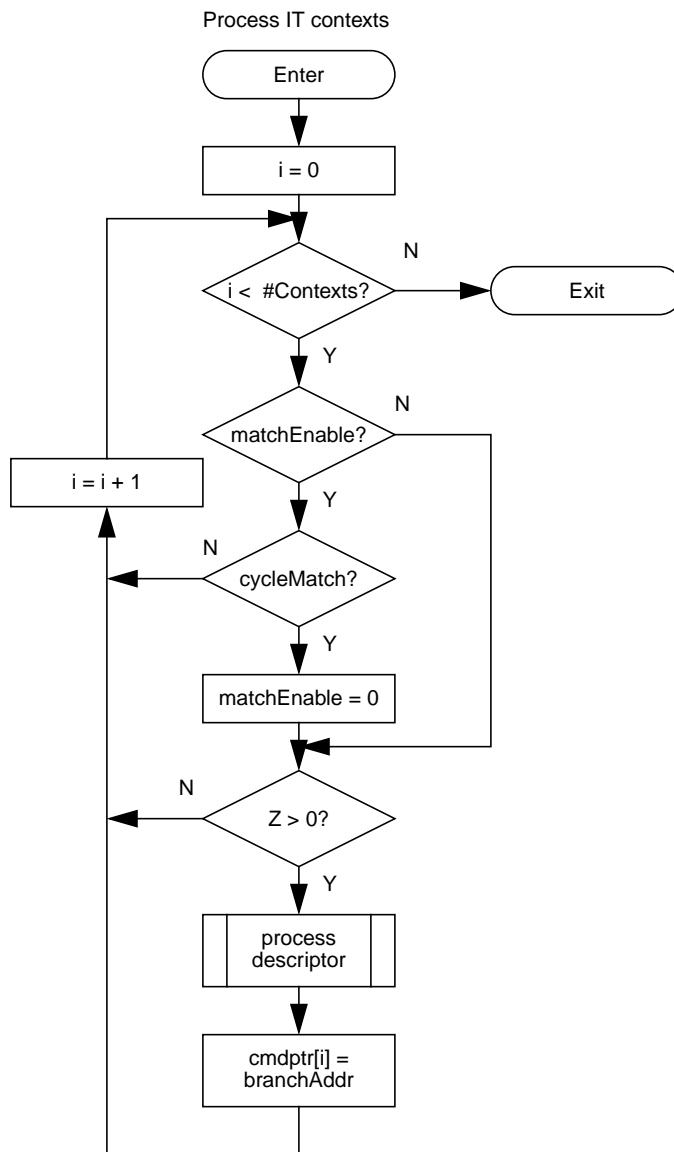 Process IT contexts
Enter
i = 0
N
i <  #Contexts?
Exit
Y
N
matchEnable?
i = i + 1
Y
N
cycleMatch?
Y
matchEnable = 0
N
Z > 0?
Y
process
descriptor
cmdptr[i] =
branchAddr